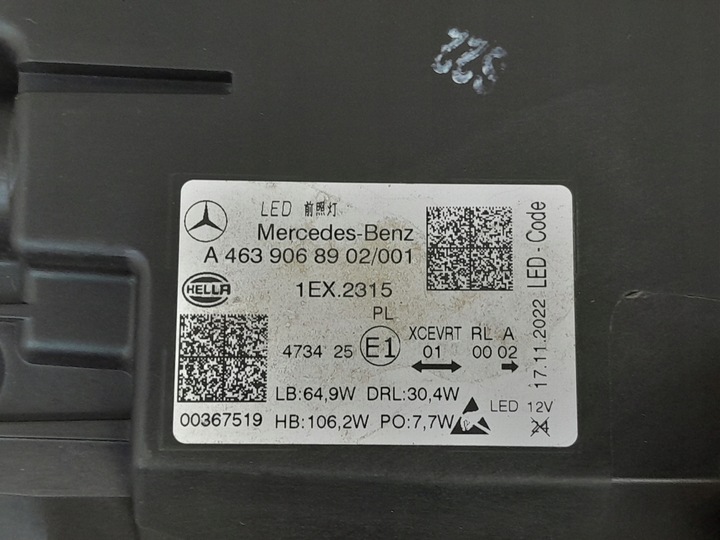 222
LED 前照灯
Mercedes-Benz
A 463 906 89 02/001
HELLA
1EX.2315
PL
4734 25 E1 XCEVRT RL A
01 00 02
LB:64,9W DRL:30,4W
00367519 HB:106,2W PO:7,7W
LED 12V
24
17.11.2022 LED - Code